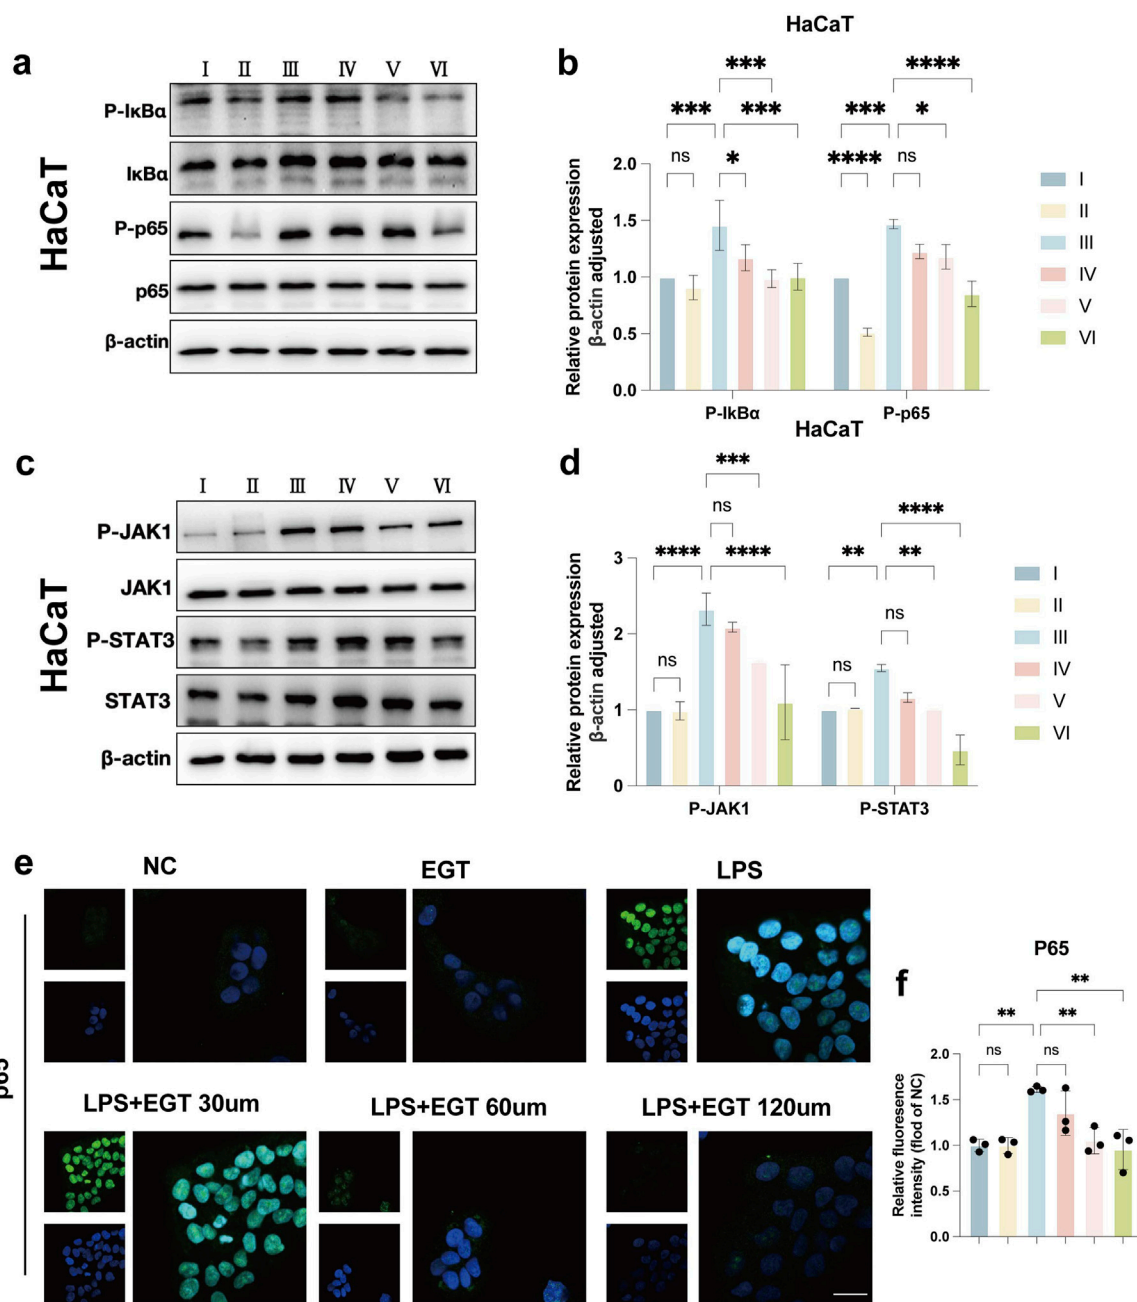 a
I II III IV V VI
HaCaT
P-IκBα
IκBα
P-p65
p65
β-actin
b
HaCaT
*** ****
*** *** *** *
ns * **** ns
Relative protein expression
β-actin adjusted
2.0
1.5
1.0
0.5
0.0
P-IkBα P-p65
I
II
III
IV
V
VI
c
I II III IV V VI
HaCaT
P-JAK1
JAK1
P-STAT3
STAT3
β-actin
d
HaCaT
***
ns ****
**** **** ** **
ns ns ns
Relative protein expression
β-actin adjusted
3
2
1
0
P-JAK1 P-STAT3
I
II
III
IV
V
VI
e
p65
NC EGT LPS
LPS+EGT 30um LPS+EGT 60um LPS+EGT 120um
f
P65
**
** **
ns ns
Relative fluoresence
intensity (flod of NC)
2.0
1.5
1.0
0.5
0.0